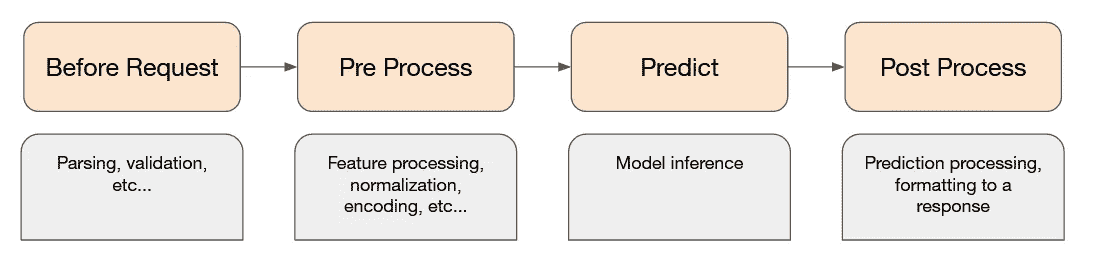 Before Request
Pre Process
Predict
Post Process
Parsing, validation,
etc...
Feature processing,
normalization,
encoding, etc...
Model inference
Prediction processing,
formatting to a
response